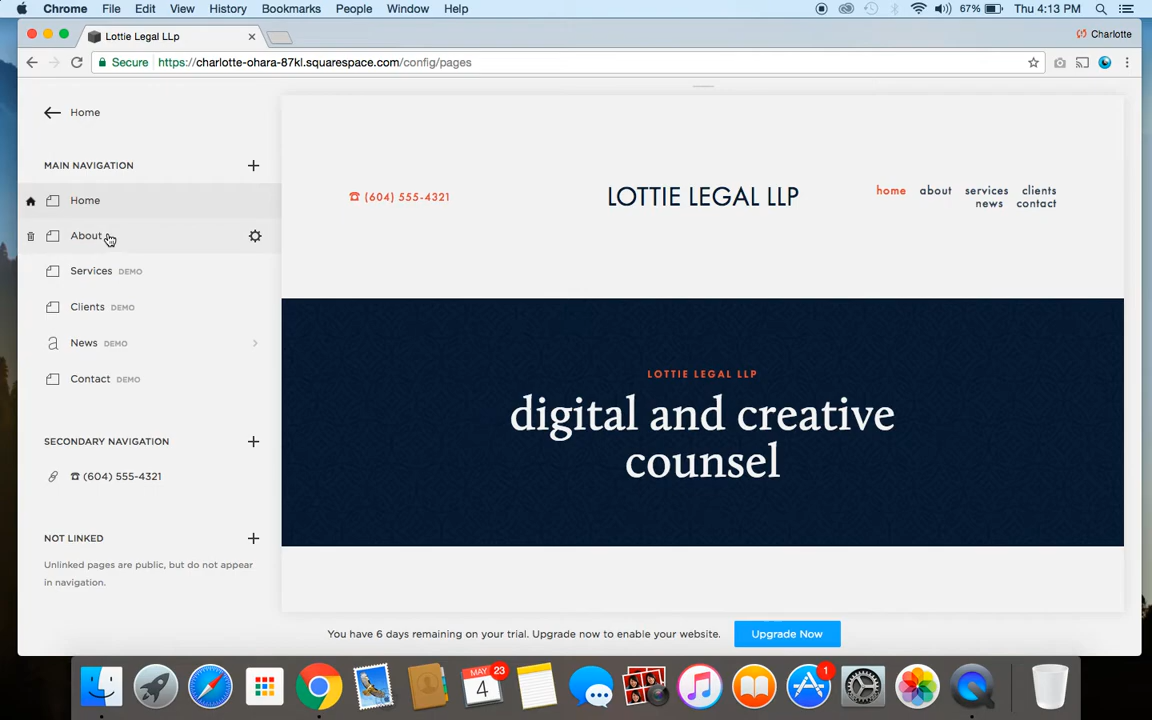 Chrome File Edit View History Bookmarks People Window Help 67% Thu 4:13 PM
Lottie Legal LLp
Charlotte
Secure https://charlotte-ohara-87kl.squarespace.com/config/pages
Home
MAIN NAVIGATION
Home
About
Services DEMO
Clients DEMO
a News DEMO
Contact DEMO
SECONDARY NAVIGATION
☎ (604) 555-4321
NOT LINKED
Unlinked pages are public, but do not appear
in navigation.
☎ (604) 555-4321
LOTTIE LEGAL LLP
home about services clients
news contact
LOTTIE LEGAL LLP
digital and creative
counsel
You have 6 days remaining on your trial. Upgrade now to enable your website. Upgrade Now
MAY
4
23
1